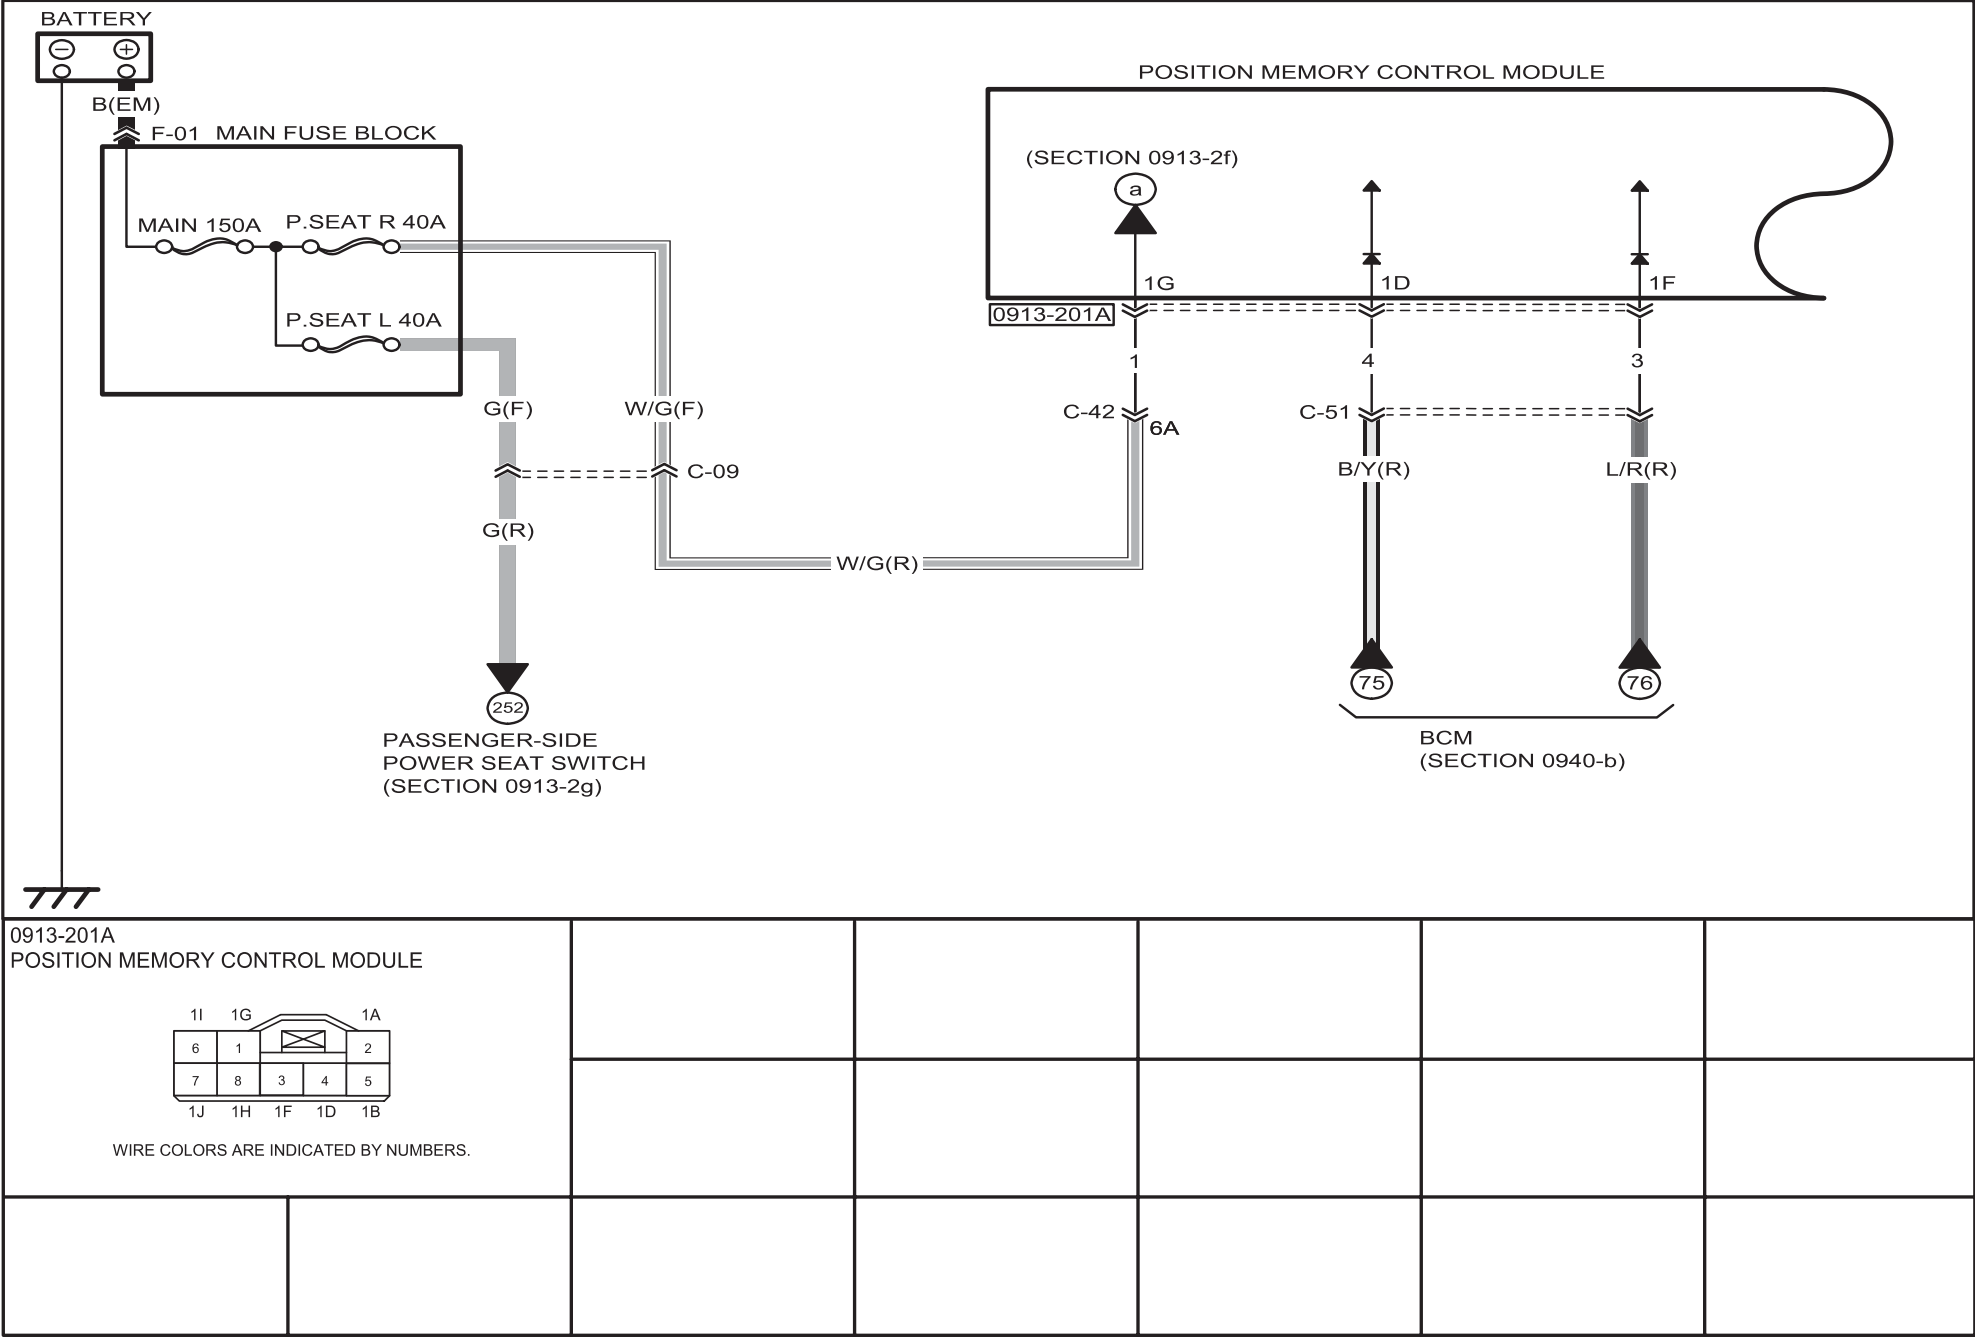 BATTERY
− +
B(EM)
F-01 MAIN FUSE BLOCK
MAIN 150A
P.SEAT R 40A
P.SEAT L 40A
G(F)
W/G(F)
C-09
G(R)
W/G(R)
252
PASSENGER-SIDE
POWER SEAT SWITCH
(SECTION 0913-2g)
POSITION MEMORY CONTROL MODULE
(SECTION 0913-2f)
a
1G 1D 1F
0913-201A
1 4 3
C-42
6A
C-51
B/Y(R) L/R(R)
75 76
BCM
(SECTION 0940-b)
0913-201A
POSITION MEMORY CONTROL MODULE
1I 1G 1A
6 1 2
7 8 3 4 5
1J 1H 1F 1D 1B
WIRE COLORS ARE INDICATED BY NUMBERS.